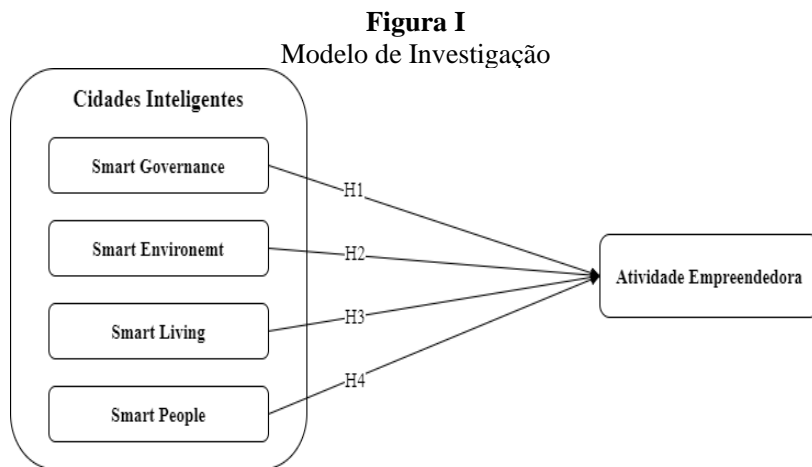 Figura I
Modelo de Investigação
Cidades Inteligentes
Smart Governance
H1
Smart Environemt
H2
Atividade Empreendedora
Smart Living
H3
Smart People
H4